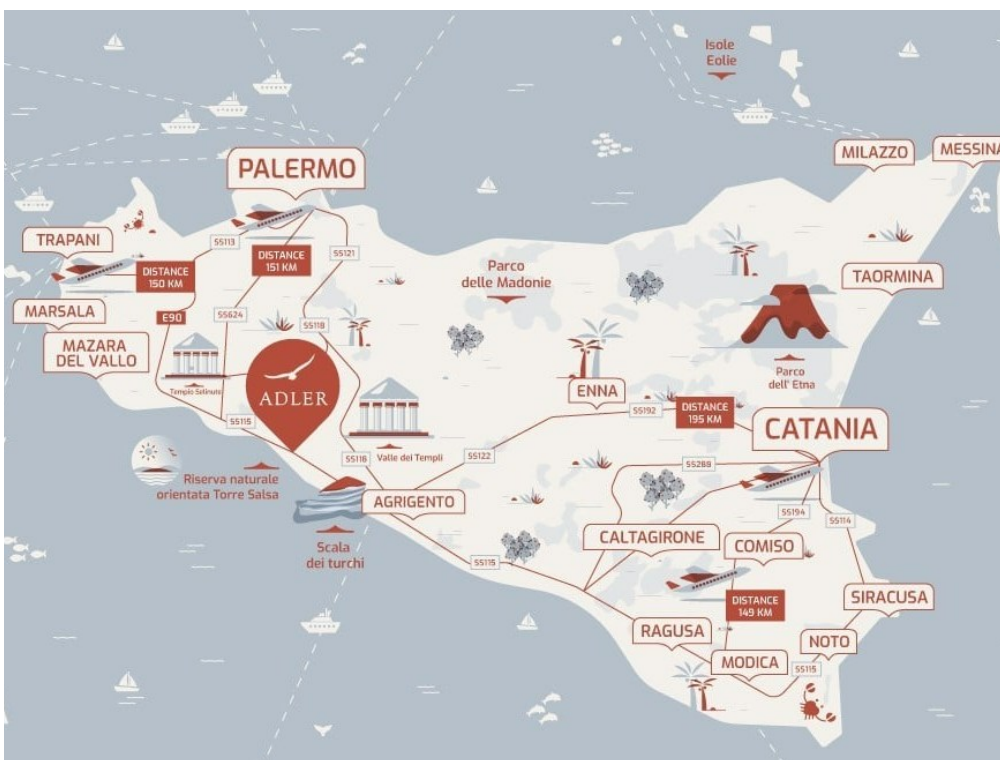 Isole
Eolie
MILAZZO
MESSINA
PALERMO
TRAPANI
SS113
DISTANCE
151 KM
SS121
DISTANCE
150 KM
Parco
delle Madonie
TAORMINA
MARSALA
E90
SS624
SS118
MAZARA
DEL VALLO
Parco
dell' Etna
Tempio Selinute
ADLER
ENNA
SS192
DISTANCE
195 KM
CATANIA
SS115
Valle dei Templi
SS118
SS122
SS288
Riserva naturale
orientata Torre Salsa
AGRIGENTO
SS194
SS114
Scala
dei turchi
CALTAGIRONE
COMISO
SS115
DISTANCE
149 KM
SIRACUSA
RAGUSA
NOTO
MODICA
SS115